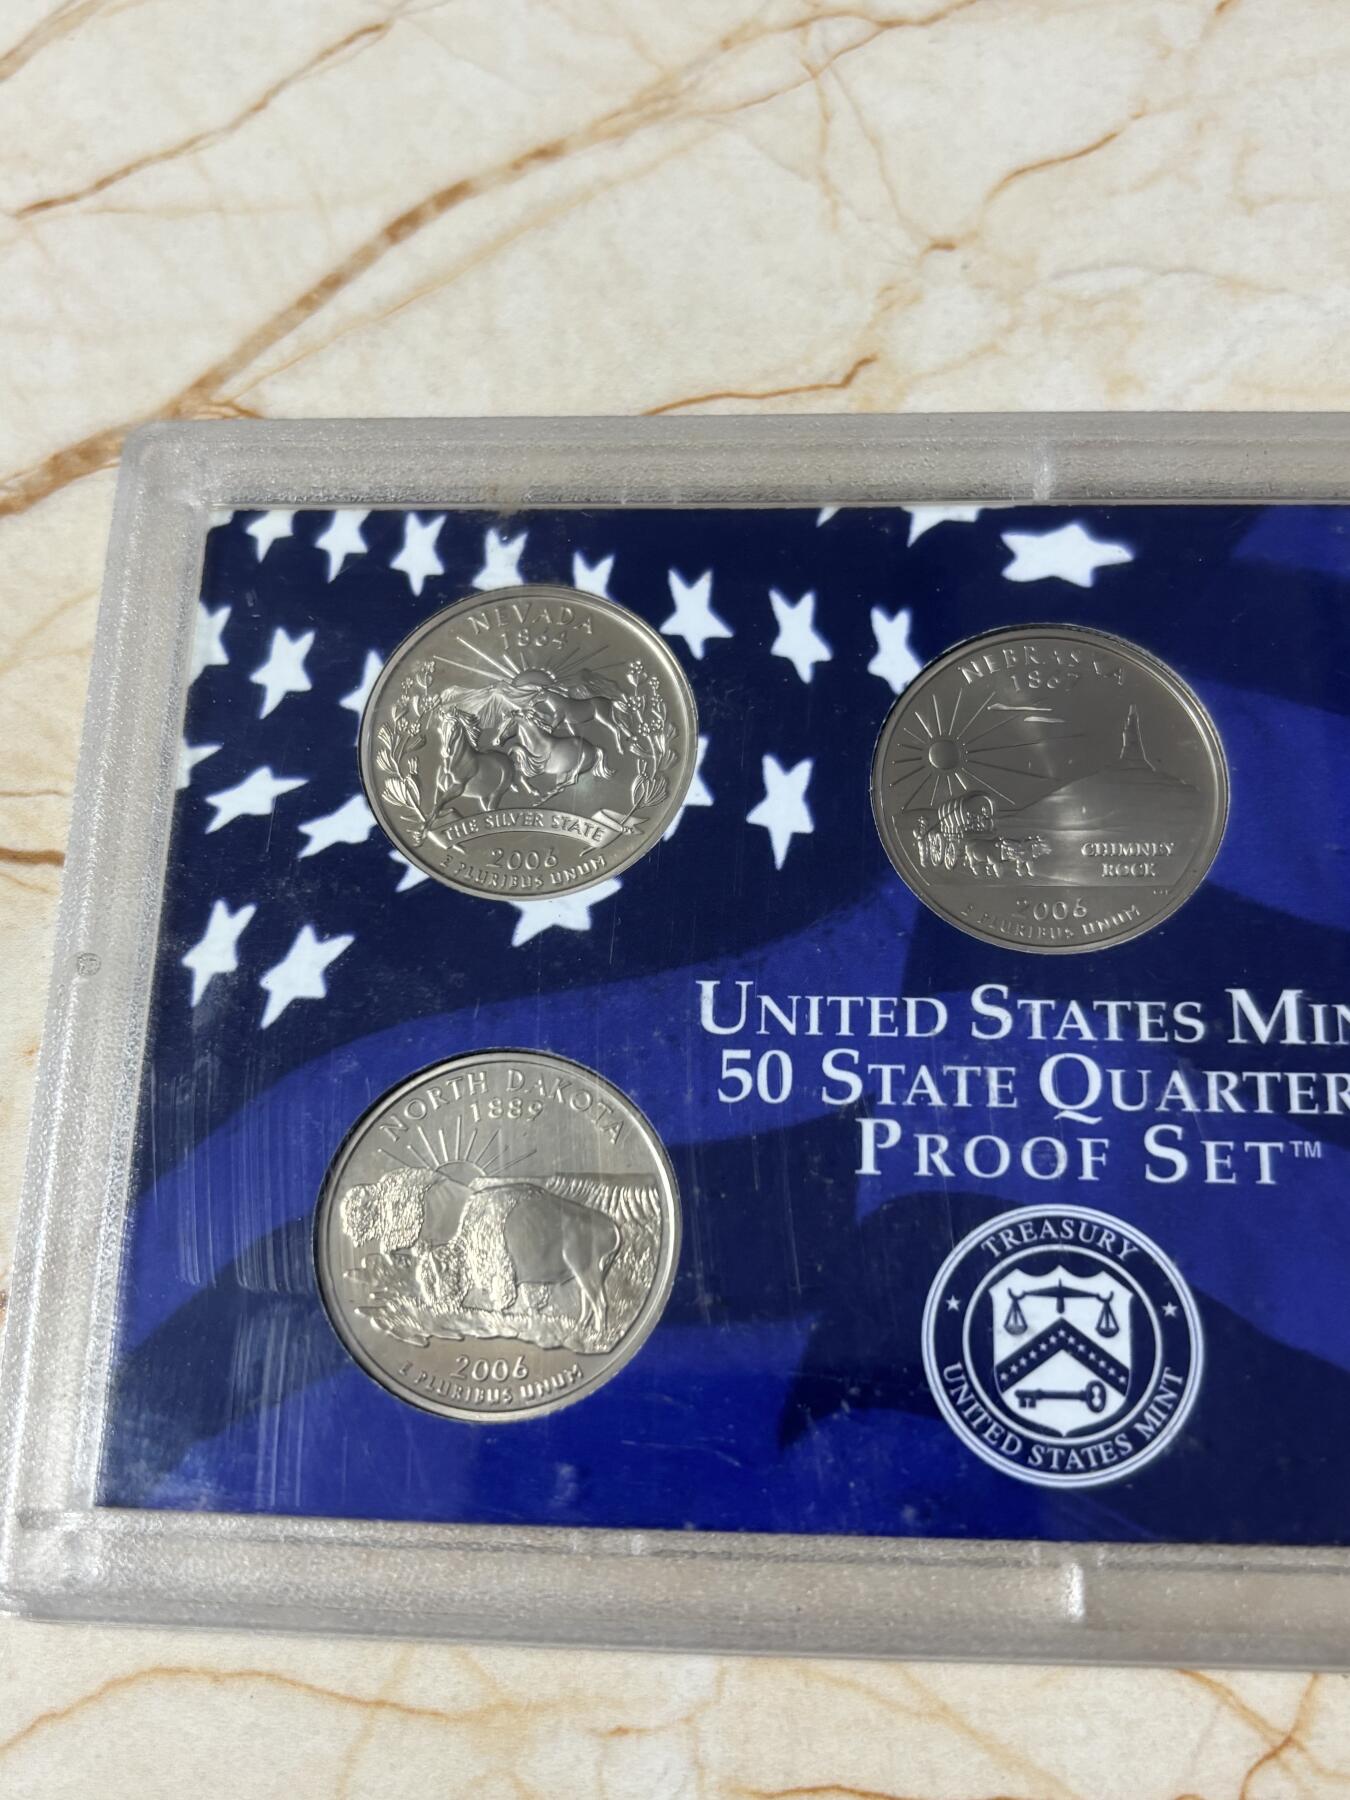 NEVADA
1864
THE SILVER STATE
2006
E PLURIBUS UNUM
NEBRASKA
1867
CHIMNEY
ROCK
2006
E PLURIBUS UNUM
UNITED STATES MIN
50 STATE QUARTER
PROOF SET™
NORTH DAKOTA
1889
2006
E PLURIBUS UNUM
TREASURY
UNITED STATES MINT